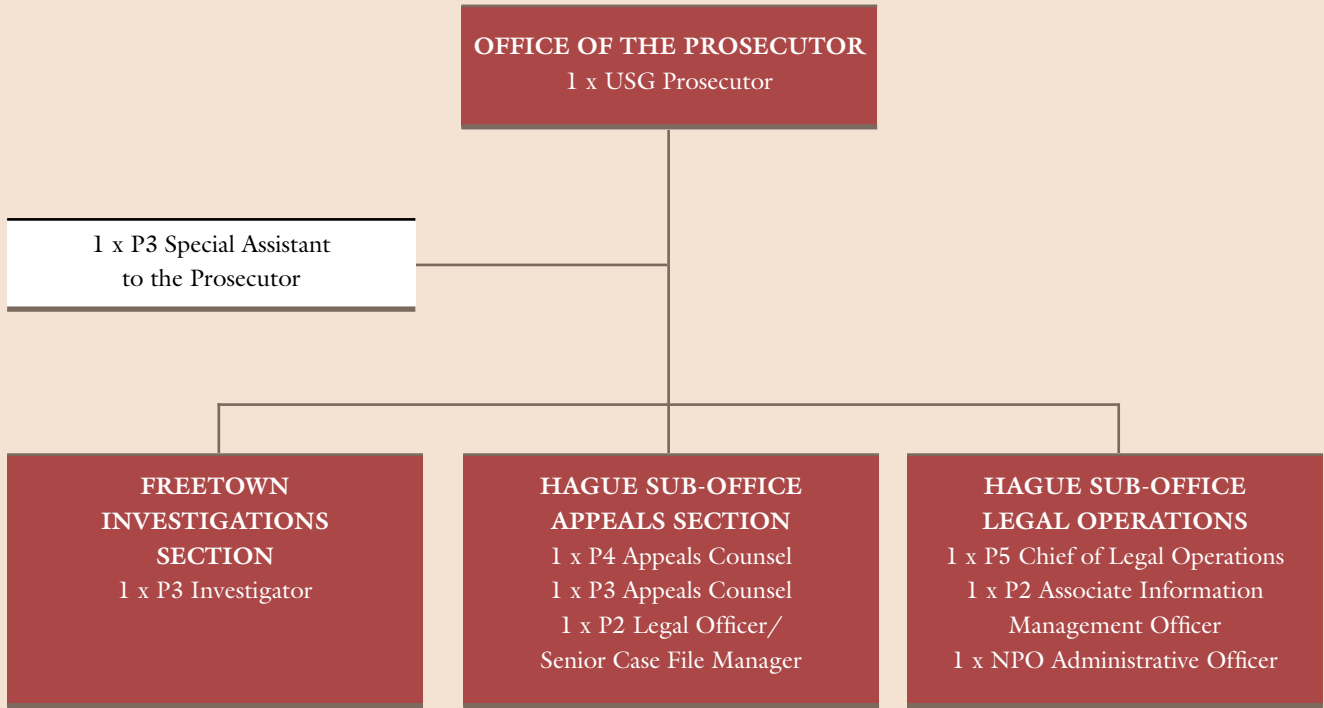 OFFICE OF THE PROSECUTOR
1 x USG Prosecutor
1 x P3 Special Assistant
to the Prosecutor
FREETOWN
INVESTIGATIONS
SECTION
1 x P3 Investigator
HAGUE SUB-OFFICE
APPEALS SECTION
1 x P4 Appeals Counsel
1 x P3 Appeals Counsel
1 x P2 Legal Officer/
Senior Case File Manager
HAGUE SUB-OFFICE
LEGAL OPERATIONS
1 x P5 Chief of Legal Operations
1 x P2 Associate Information
Management Officer
1 x NPO Administrative Officer